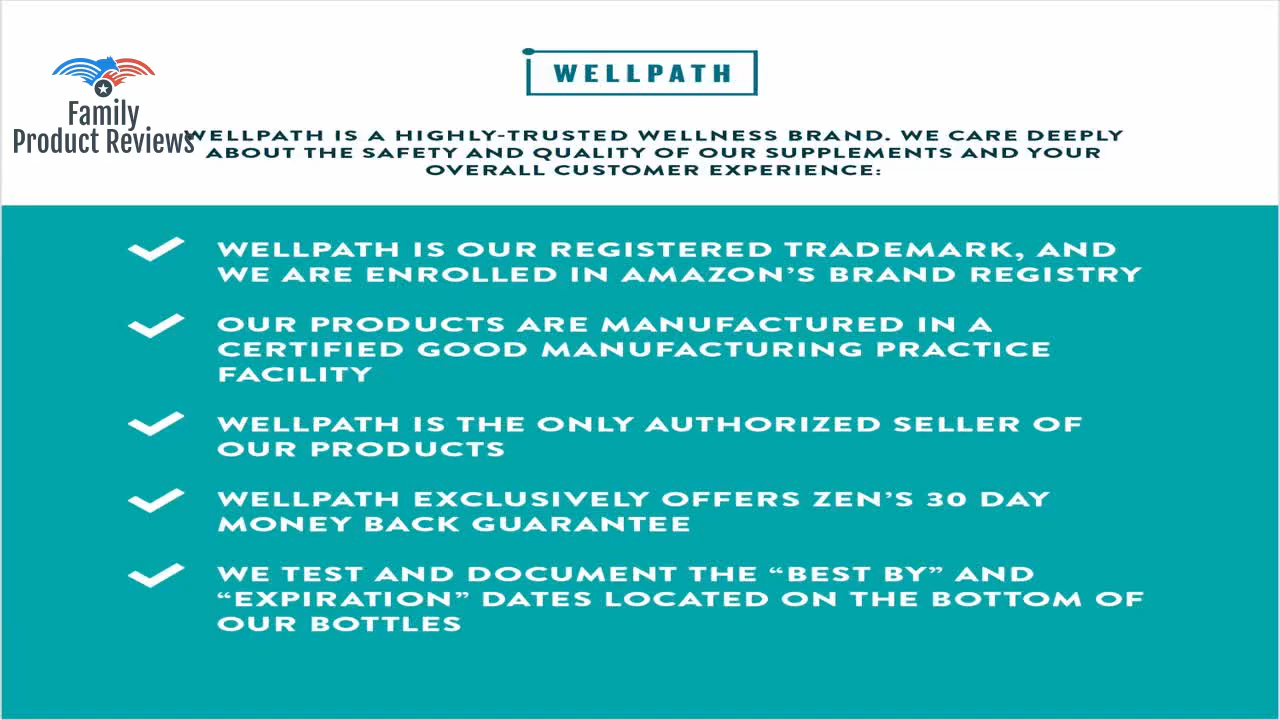 WELLPATH
Family
Product Reviews
WELLPATH IS A HIGHLY-TRUSTED WELLNESS BRAND. WE CARE DEEPLY
ABOUT THE SAFETY AND QUALITY OF OUR SUPPLEMENTS AND YOUR
OVERALL CUSTOMER EXPERIENCE:
WELLPATH IS OUR REGISTERED TRADEMARK, AND
WE ARE ENROLLED IN AMAZON’S BRAND REGISTRY
OUR PRODUCTS ARE MANUFACTURED IN A
CERTIFIED GOOD MANUFACTURING PRACTICE
FACILITY
WELLPATH IS THE ONLY AUTHORIZED SELLER OF
OUR PRODUCTS
WELLPATH EXCLUSIVELY OFFERS ZEN’S 30 DAY
MONEY BACK GUARANTEE
WE TEST AND DOCUMENT THE “BEST BY” AND
“EXPIRATION” DATES LOCATED ON THE BOTTOM OF
OUR BOTTLES